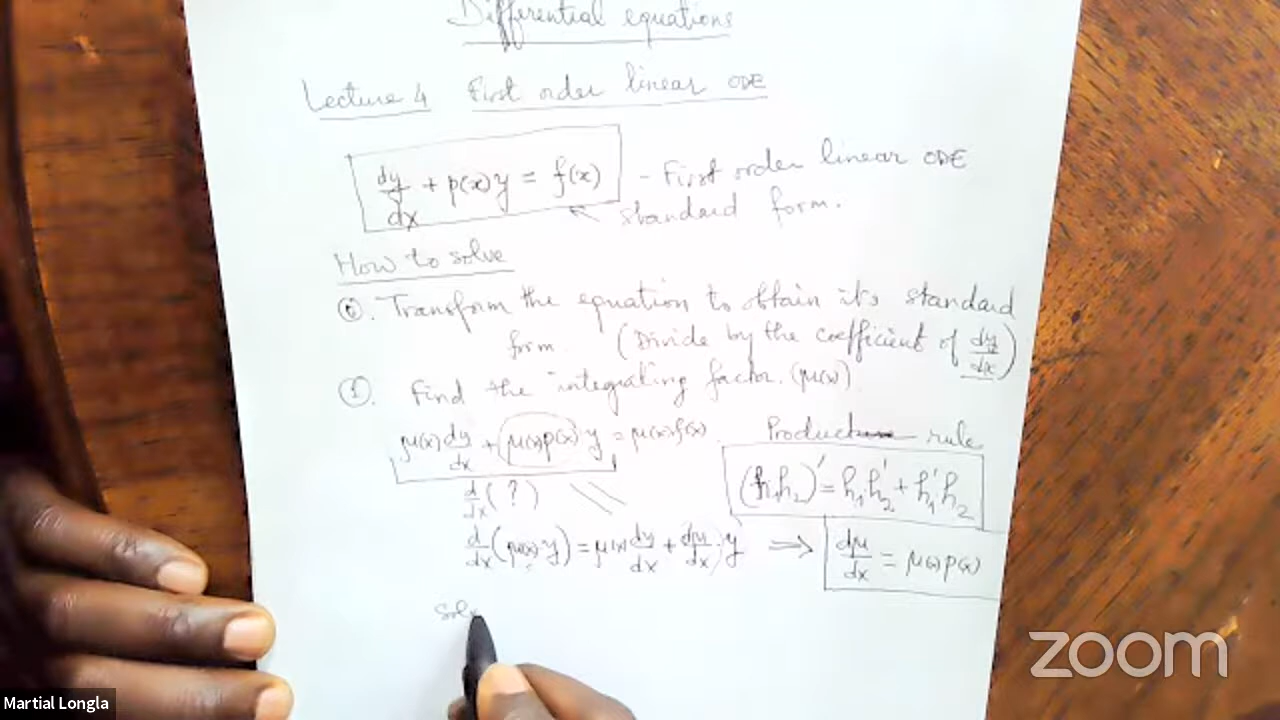 Differential equations
Lecture 4 First order linear ODE
dy/dx + p(x)y = f(x) - First order linear ODE
standard form.
How to solve
⓪. Transform the equation to obtain its standard
form (Divide by the coefficient of dy/dx)
①. Find the integrating factor. (μ(x))
μ(x) dy/dx + μ(x)p(x) y = μ(x)f(x) Product rule
(h₁h₂)' = h₁h₂' + h₁'h₂
d/dx (?)
d/dx (μ(x)y) = μ(x) dy/dx + dμ/dx · y ⇒ dμ/dx = μ(x)p(x)
Solv
zoom
Martial Longla